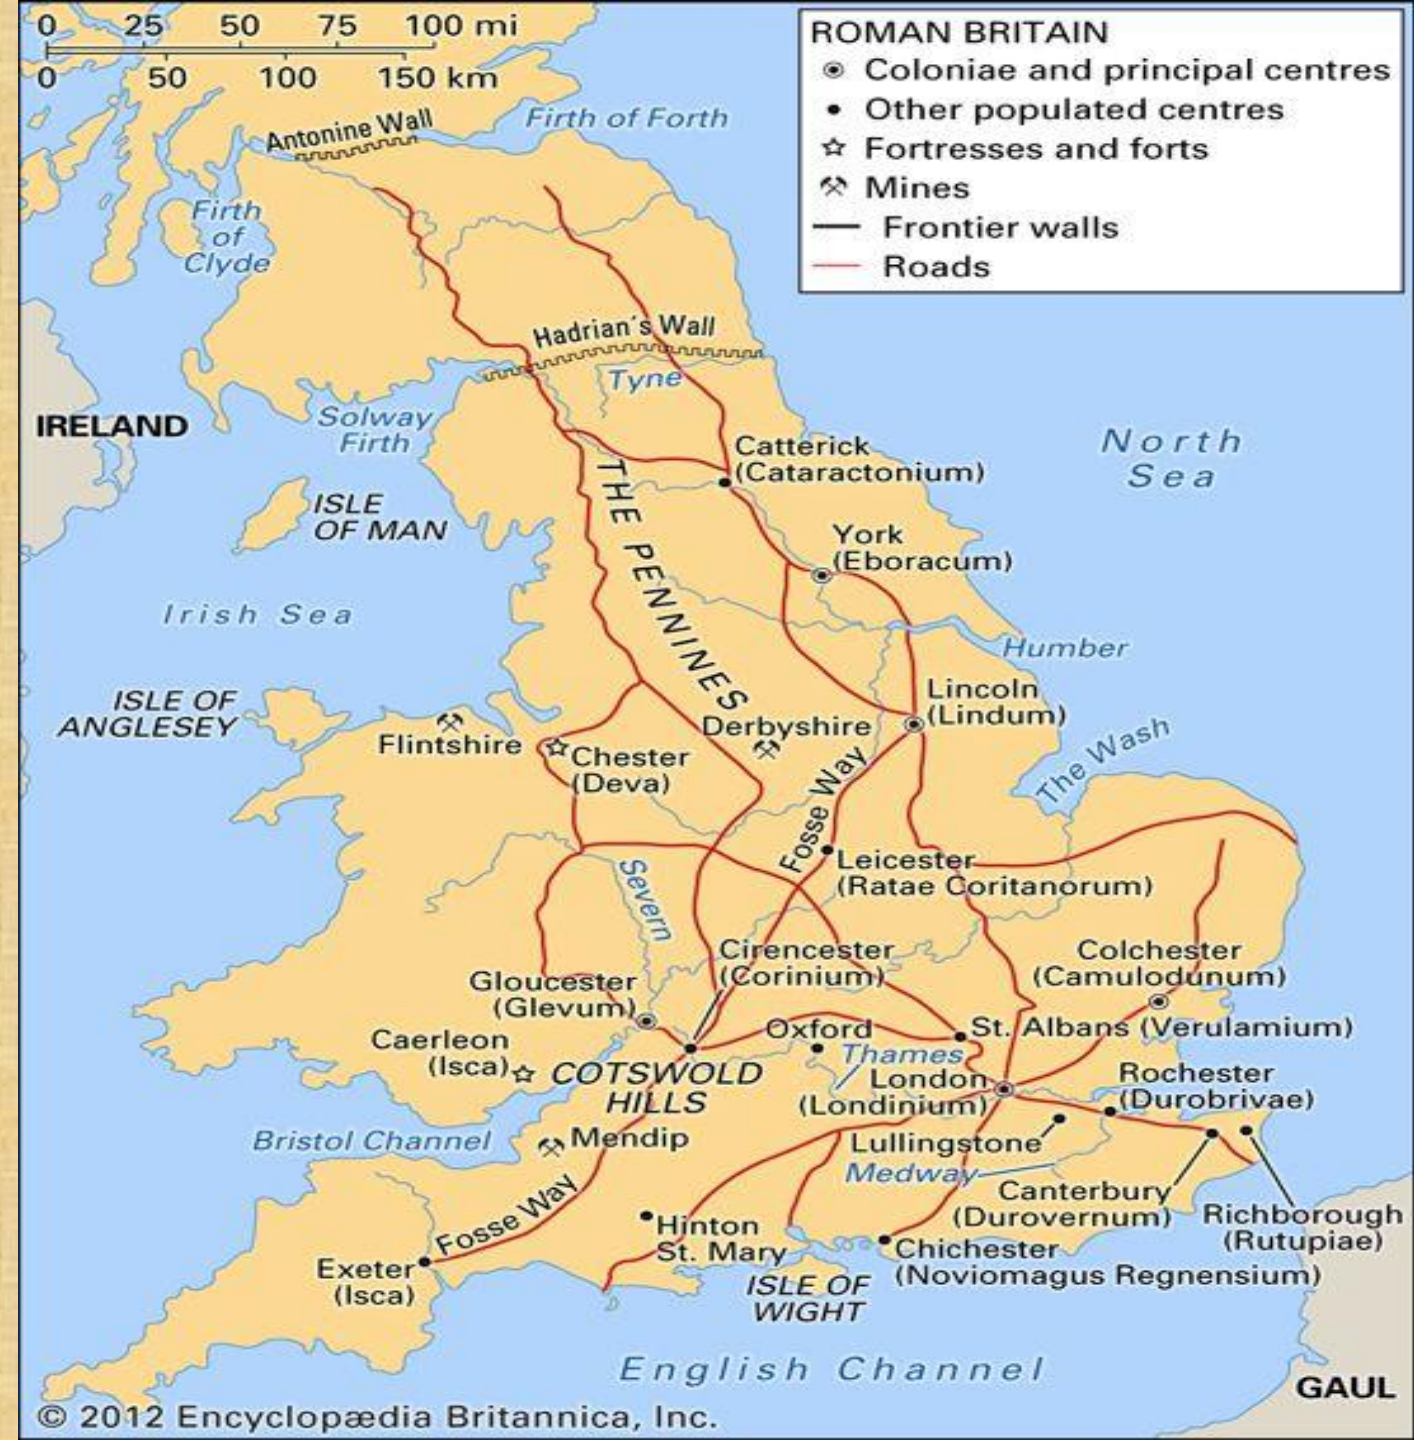 0 25 50 75 100 mi
0 50 100 150 km
ROMAN BRITAIN
Coloniae and principal centres
Other populated centres
Fortresses and forts
Mines
Frontier walls
Roads
Antonine Wall
Firth of Forth
Firth
of
Clyde
Hadrian's Wall
Tyne
IRELAND
Solway
Firth
North
Sea
Catterick
(Cataractonium)
ISLE
OF MAN
THE PENNINES
York
(Eboracum)
Irish Sea
Humber
ISLE OF
ANGLESEY
Lincoln
(Lindum)
Flintshire
Derbyshire
Chester
(Deva)
The Wash
Fosse Way
Leicester
(Ratae Coritanorum)
Severn
Cirencester
(Corinium)
Colchester
(Camulodunum)
Gloucester
(Glevum)
Caerleon
(Isca)
Oxford
St. Albans (Verulamium)
COTSWOLD
HILLS
Thames
London
(Londinium)
Rochester
(Durobrivae)
Bristol Channel
Mendip
Lullingstone
Medway
Fosse Way
Canterbury
(Durovernum)
Richborough
(Rutupiae)
Hinton
St. Mary
Chichester
(Noviomagus Regnensium)
Exeter
(Isca)
ISLE OF
WIGHT
English Channel
GAUL
© 2012 Encyclopædia Britannica, Inc.